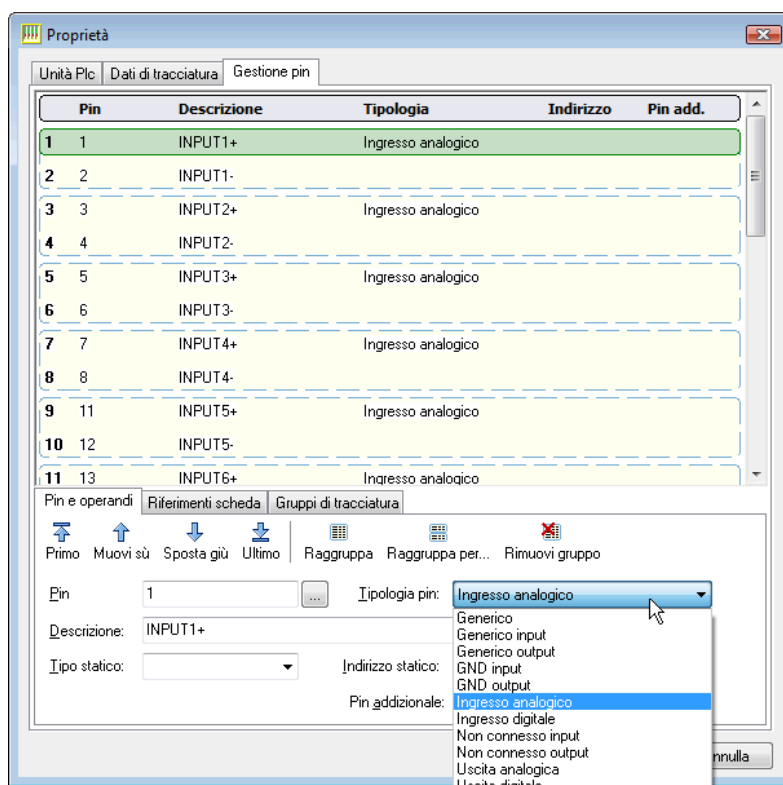 Proprietà
Unità Plc Dati di tracciatura Gestione pin
Pin Descrizione Tipologia Indirizzo Pin add.
1 1 INPUT1+ Ingresso analogico
2 2 INPUT1-
3 3 INPUT2+ Ingresso analogico
4 4 INPUT2-
5 5 INPUT3+ Ingresso analogico
6 6 INPUT3-
7 7 INPUT4+ Ingresso analogico
8 8 INPUT4-
9 11 INPUT5+ Ingresso analogico
10 12 INPUT5-
11 13 INPUT6+ Ingresso analogico
Pin e operandi Riferimenti scheda Gruppi di tracciatura
Primo Muovi sù Sposta giù Ultimo Raggruppa Raggruppa per... Rimuovi gruppo
Pin 1 ... Tipologia pin: Ingresso analogico
Descrizione: INPUT1+
Tipo statico: Indirizzo statico:
Pin addizionale:
Generico
Generico input
Generico output
GND input
GND output
Ingresso analogico
Ingresso digitale
Non connesso input
Non connesso output
Uscita analogica
Uscita digitale
nnulla